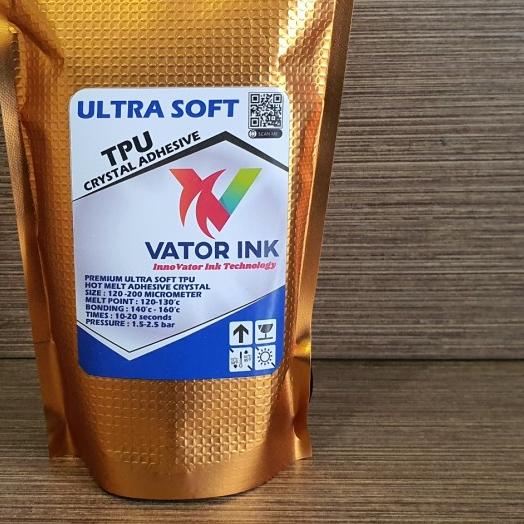 ULTRA SOFT
SCAN ME
TPU
CRYSTAL ADHESIVE
VATOR INK
InnoVator Ink Technology
PREMIUM ULTRA SOFT TPU
HOT MELT ADHESIVE CRYSTAL
SIZE : 120 -200 MICROMETER
MELT POINT : 120-130°c
BONDING : 140°c - 160°c
TIMES : 10-20 seconds
PRESSURE : 1.5-2.5 bar